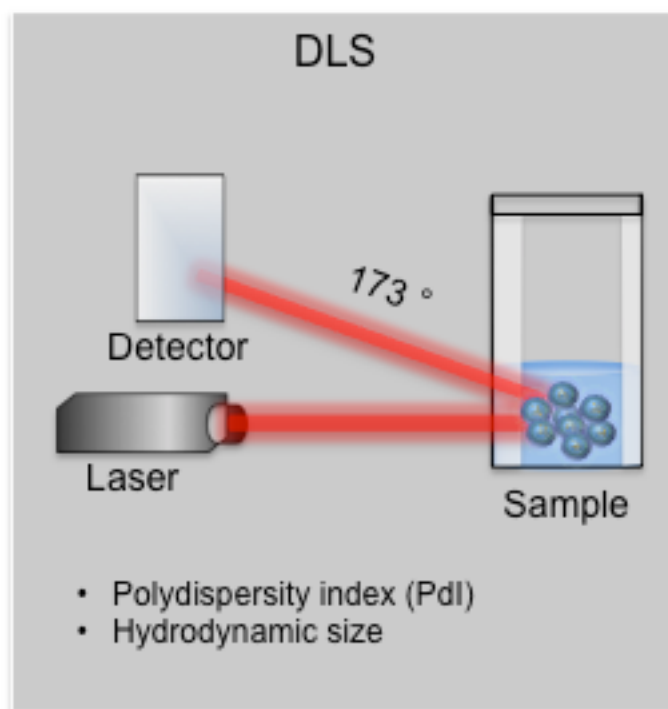 DLS
173 °
Detector
Laser
Sample
• Polydispersity index (PdI)
• Hydrodynamic size